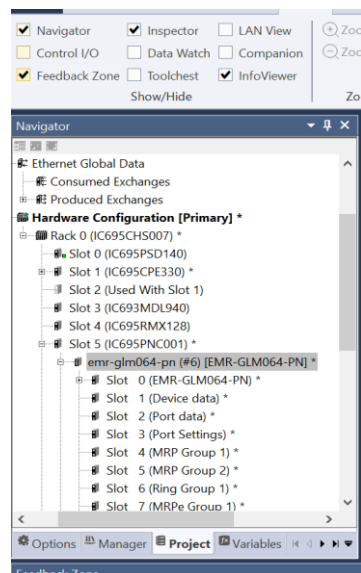 Navigator Inspector LAN View Zoo
Control I/O Data Watch Companion Zoo
Feedback Zone Toolchest InfoViewer
Show/Hide Zo
Navigator
Ethernet Global Data
Consumed Exchanges
Produced Exchanges
Hardware Configuration [Primary] *
Rack 0 (IC695CHS007) *
Slot 0 (IC695PSD140)
Slot 1 (IC695CPE330) *
Slot 2 (Used With Slot 1)
Slot 3 (IC693MDL940)
Slot 4 (IC695RMX128)
Slot 5 (IC695PNC001) *
emr-glm064-pn (#6) [EMR-GLM064-PN] *
Slot 0 (EMR-GLM064-PN) *
Slot 1 (Device data) *
Slot 2 (Port data) *
Slot 3 (Port Settings) *
Slot 4 (MRP Group 1) *
Slot 5 (MRP Group 2) *
Slot 6 (Ring Group 1) *
Slot 7 (MRPe Group 1) *
Options Manager Project Variables
Feedback Zone